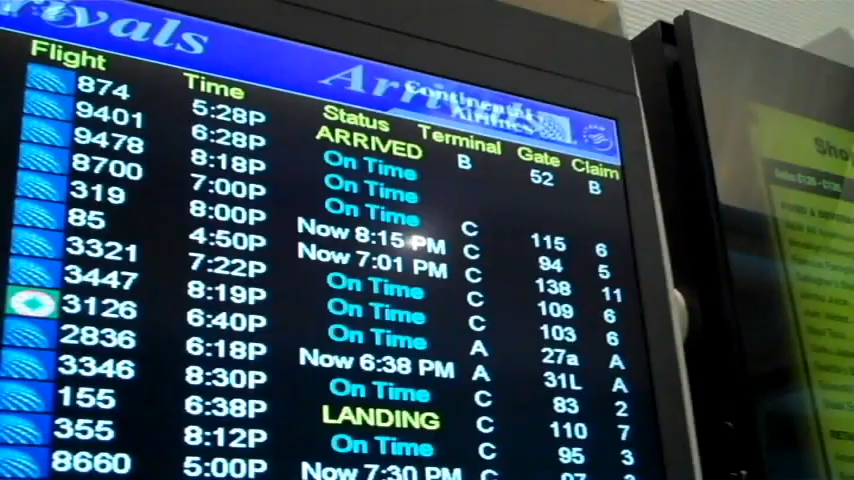 Arrivals Arri
Continental Airlines
Flight Time Status Terminal Gate Claim
874 5:28P ARRIVED B 52 B
9401 6:28P On Time
9478 8:18P On Time
8700 7:00P On Time C 115 6
319 8:00P Now 8:15 PM C 94 5
85 4:50P Now 7:01 PM C 138 11
3321 7:22P On Time C 109 6
3447 8:19P On Time C 103 6
3126 6:40P On Time A 27a A
2836 6:18P Now 6:38 PM A 31L A
3346 8:30P On Time C 83 2
155 6:38P LANDING C 110 7
355 8:12P On Time C 95 3
8660 5:00P Now 7:30 PM C 97
Sho